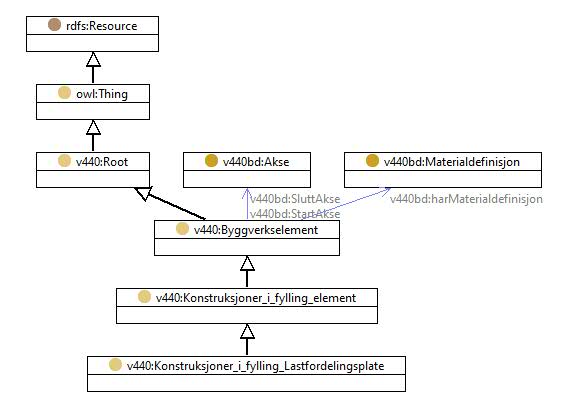 rdfs:Resource
owl:Thing
v440:Root
v440bd:Akse
v440bd:Materialdefinisjon
v440bd:SluttAkse
v440bd:StartAkse
v440bd:harMaterialdefinisjon
v440:Byggverkselement
v440:Konstruksjoner_i_fylling_element
v440:Konstruksjoner_i_fylling_Lastfordelingsplate